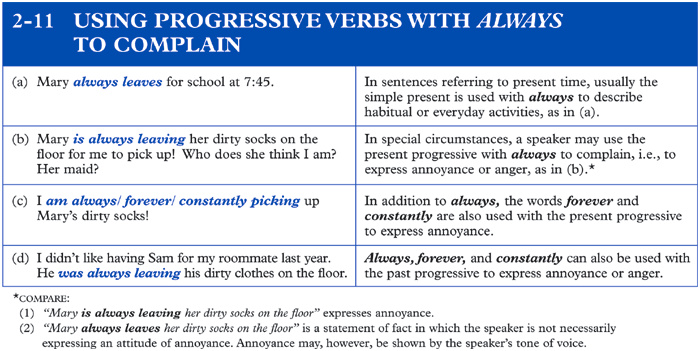 2-11 USING PROGRESSIVE VERBS WITH ALWAYS
TO COMPLAIN
(a) Mary always leaves for school at 7:45.
In sentences referring to present time, usually the
simple present is used with always to describe
habitual or everyday activities, as in (a).
(b) Mary is always leaving her dirty socks on the
floor for me to pick up! Who does she think I am?
Her maid?
In special circumstances, a speaker may use the
present progressive with always to complain, i.e., to
express annoyance or anger, as in (b).*
(c) I am always/ forever/ constantly picking up
Mary's dirty socks!
In addition to always, the words forever and
constantly are also used with the present progressive
to express annoyance.
(d) I didn't like having Sam for my roommate last year.
He was always leaving his dirty clothes on the floor.
Always, forever, and constantly can also be used with
the past progressive to express annoyance or anger.
*COMPARE:
(1) "Mary is always leaving her dirty socks on the floor" expresses annoyance.
(2) "Mary always leaves her dirty socks on the floor" is a statement of fact in which the speaker is not necessarily
expressing an attitude of annoyance. Annoyance may, however, be shown by the speaker's tone of voice.